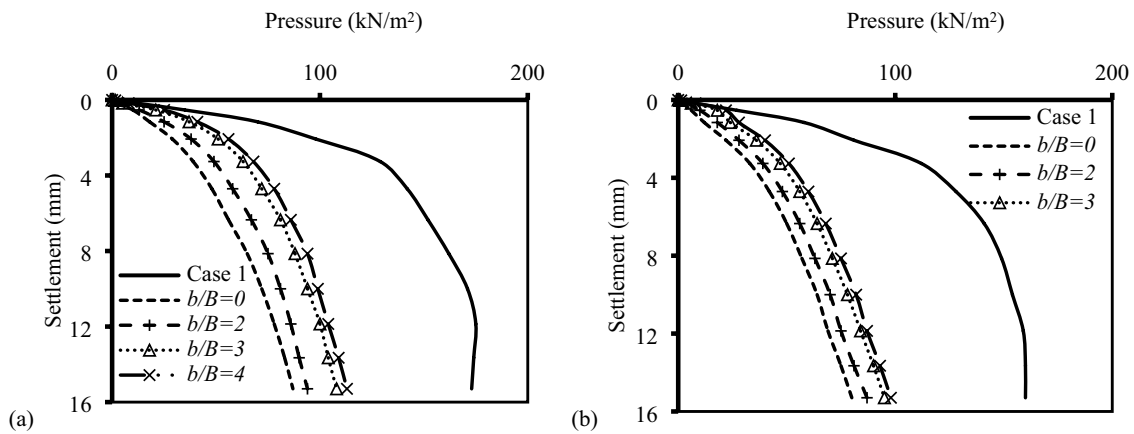 Pressure (kN/m²)
0 100 200
0
4
8
12
16
Settlement (mm)
Case 1
b/B=0
b/B=2
b/B=3
b/B=4
(a)
Pressure (kN/m²)
0 100 200
0
4
8
12
16
Settlement (mm)
Case 1
b/B=0
b/B=2
b/B=3
(b)